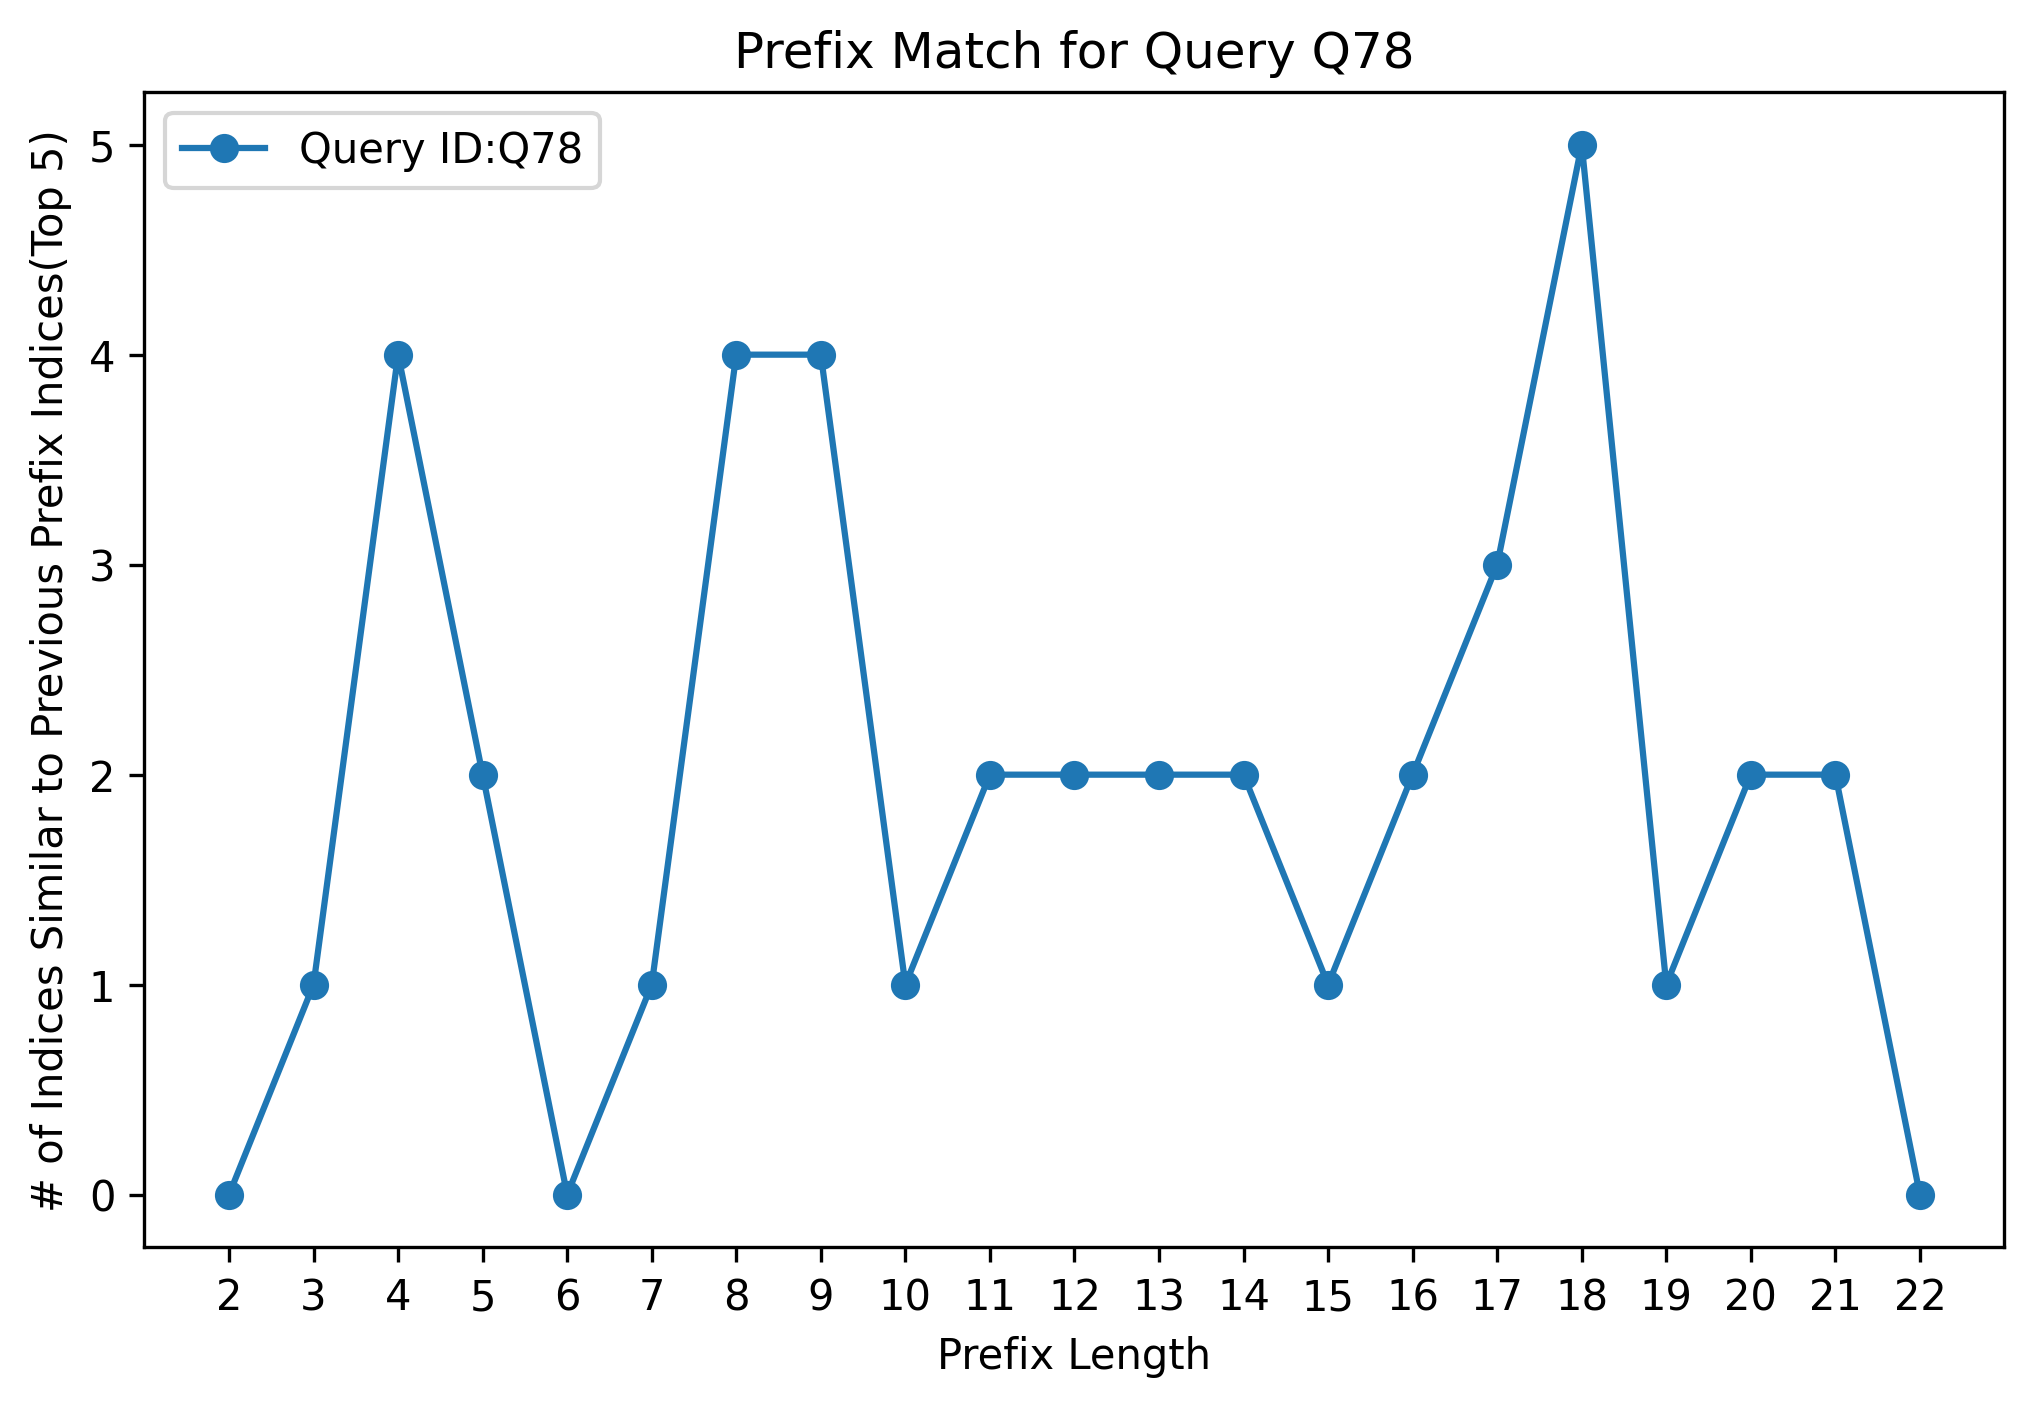 Prefix Match for Query Q78
Query ID:Q78
# of Indices Similar to Previous Prefix Indices(Top 5)
5
4
3
2
1
0
2 3 4 5 6 7 8 9 10 11 12 13 14 15 16 17 18 19 20 21 22
Prefix Length